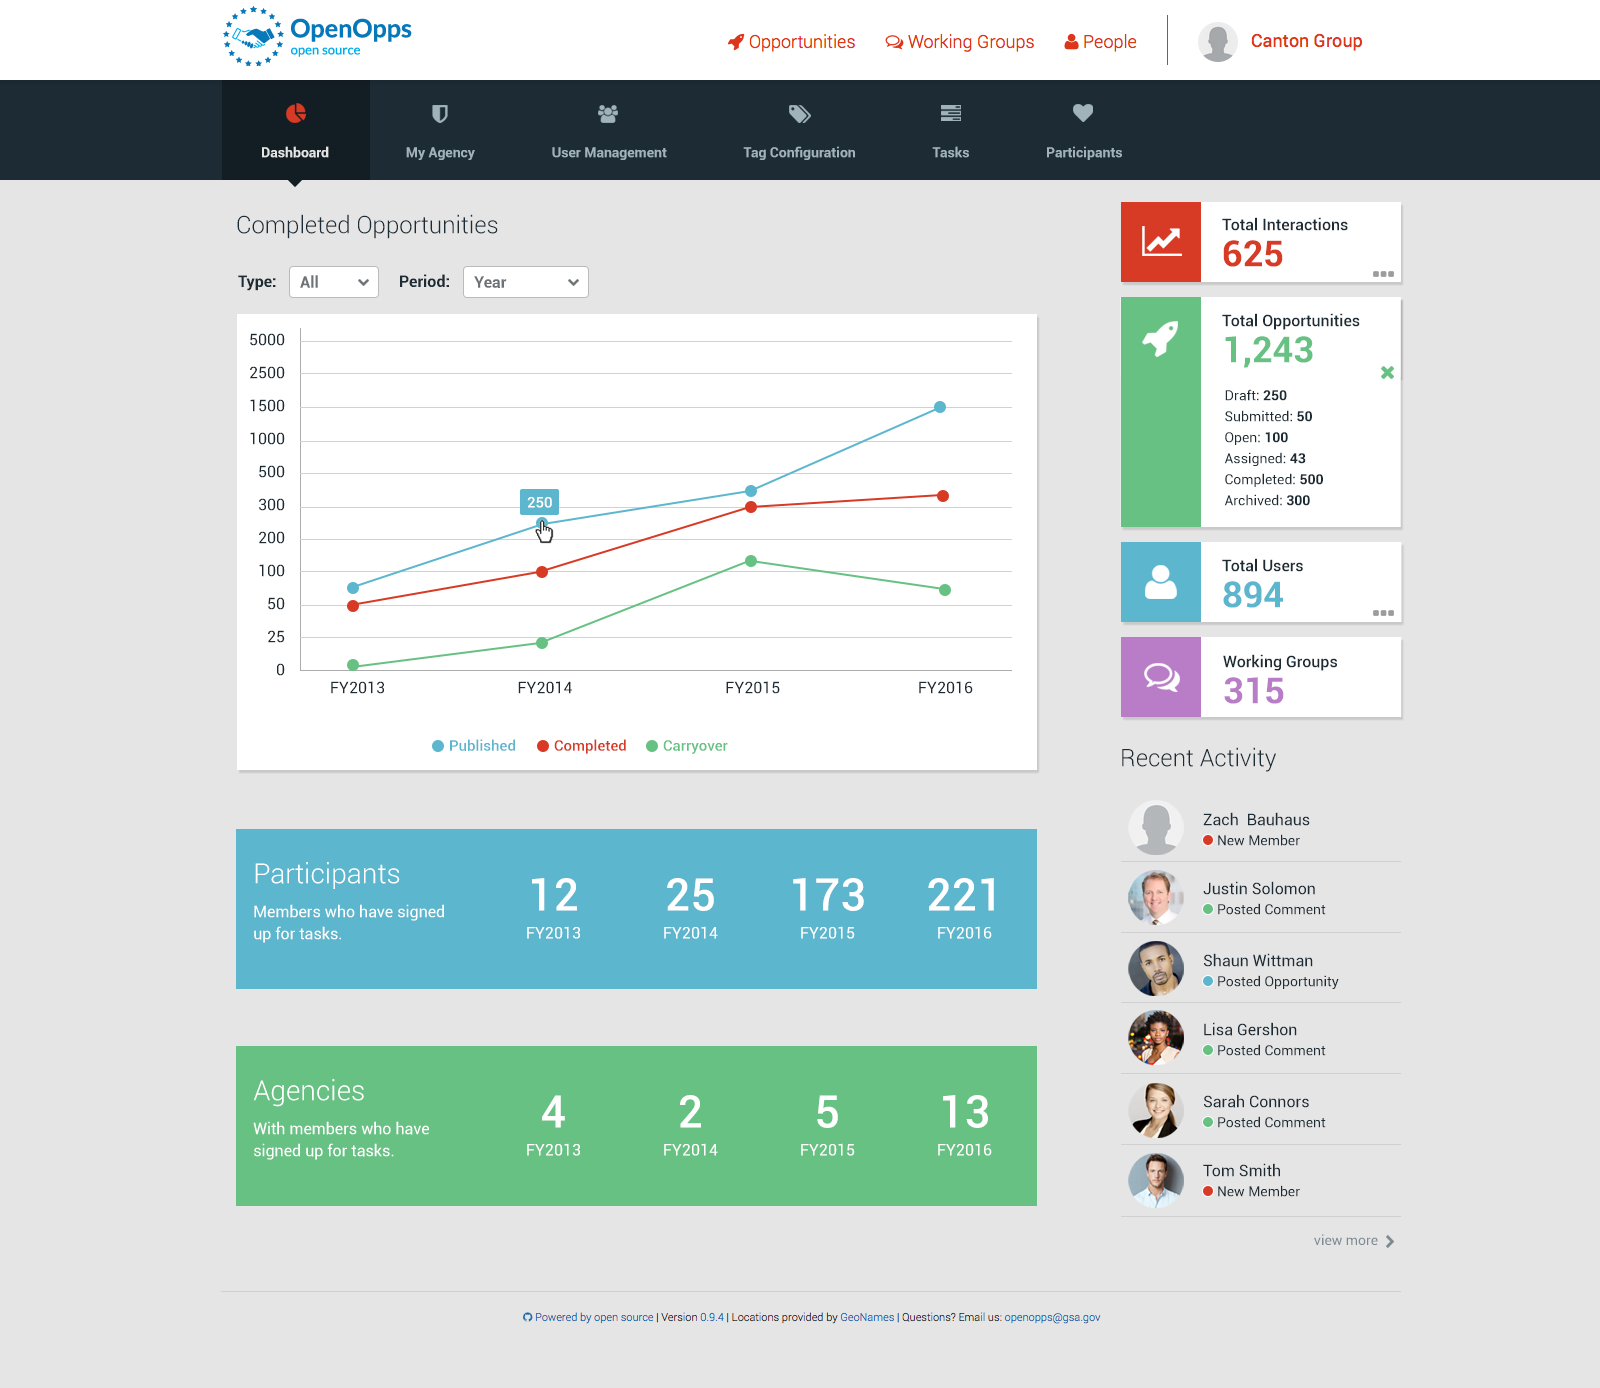 OpenOpps
open source
Opportunities
Working Groups
People
Canton Group
Dashboard
My Agency
User Management
Tag Configuration
Tasks
Participants
Completed Opportunities
Type: All
Period: Year
5000
2500
1500
1000
500
300
200
100
50
25
0
250
FY2013
FY2014
FY2015
FY2016
Published
Completed
Carryover
Participants
Members who have signed
up for tasks.
12
FY2013
25
FY2014
173
FY2015
221
FY2016
Agencies
With members who have
signed up for tasks.
4
FY2013
2
FY2014
5
FY2015
13
FY2016
Total Interactions
625
Total Opportunities
1,243
Draft: 250
Submitted: 50
Open: 100
Assigned: 43
Completed: 500
Archived: 300
Total Users
894
Working Groups
315
Recent Activity
Zach Bauhaus
New Member
Justin Solomon
Posted Comment
Shaun Wittman
Posted Opportunity
Lisa Gershon
Posted Comment
Sarah Connors
Posted Comment
Tom Smith
New Member
view more
Powered by open source | Version 0.9.4 | Locations provided by GeoNames | Questions? Email us: openopps@gsa.gov